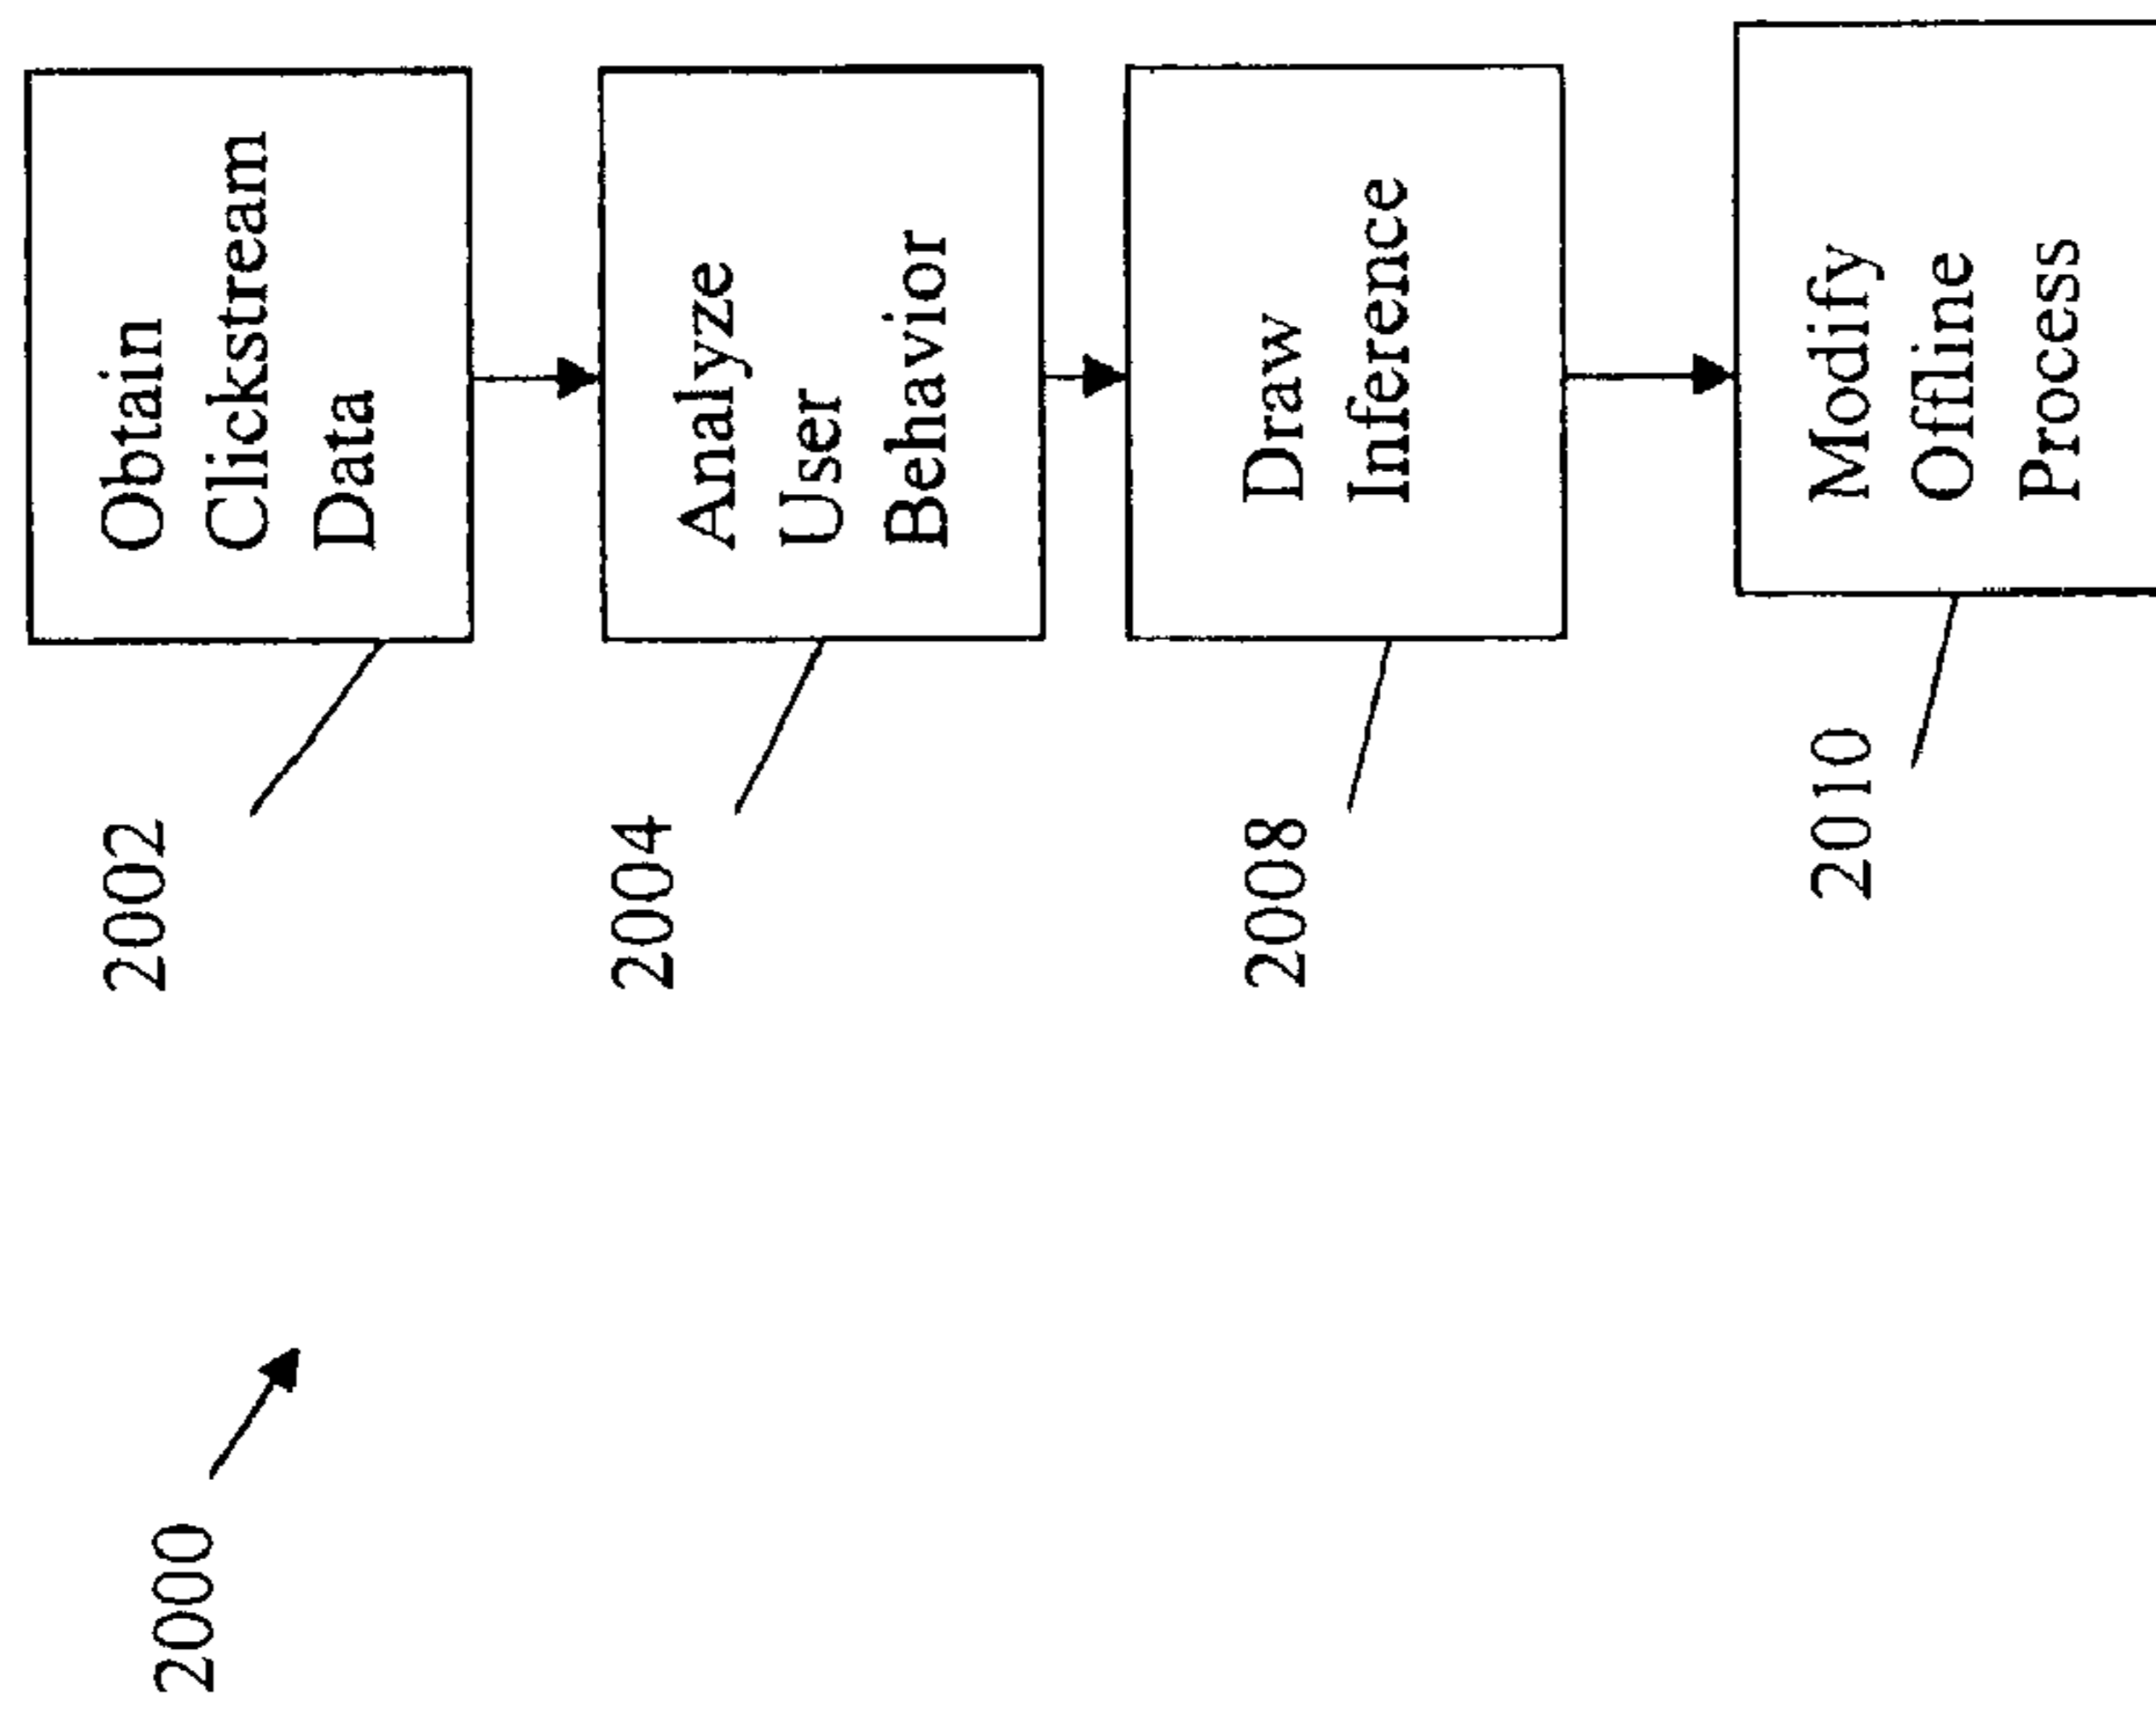 2000
2002
Obtain
Clickstream
Data
2004
Analyze
User
Behavior
2008
Draw
Inference
2010
Modify
Offline
Process